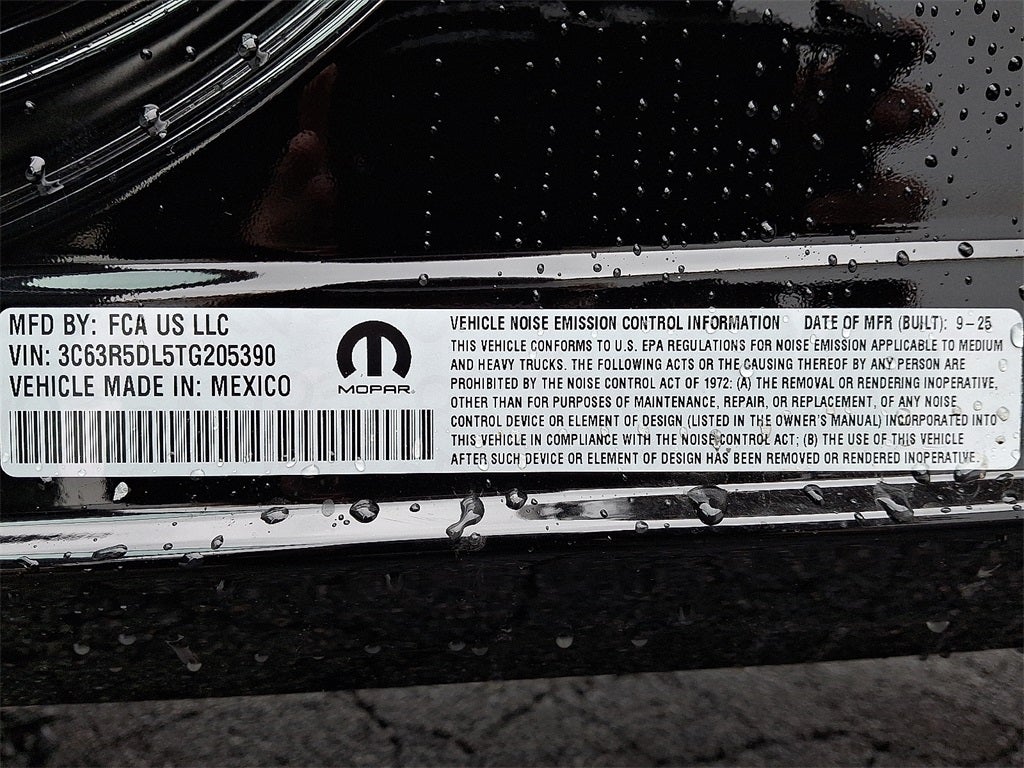 MFD BY: FCA US LLC
VIN: 3C63R5DL5TG205390
VEHICLE MADE IN: MEXICO
MOPAR®
VEHICLE NOISE EMISSION CONTROL INFORMATION DATE OF MFR (BUILT): 9-25
THIS VEHICLE CONFORMS TO U.S. EPA REGULATIONS FOR NOISE EMISSION APPLICABLE TO MEDIUM
AND HEAVY TRUCKS. THE FOLLOWING ACTS OR THE CAUSING THEREOF BY ANY PERSON ARE
PROHIBITED BY THE NOISE CONTROL ACT OF 1972: (A) THE REMOVAL OR RENDERING INOPERATIVE,
OTHER THAN FOR PURPOSES OF MAINTENANCE, REPAIR, OR REPLACEMENT, OF ANY NOISE
CONTROL DEVICE OR ELEMENT OF DESIGN (LISTED IN THE OWNER'S MANUAL) INCORPORATED INTO
THIS VEHICLE IN COMPLIANCE WITH THE NOISE CONTROL ACT; (B) THE USE OF THIS VEHICLE
AFTER SUCH DEVICE OR ELEMENT OF DESIGN HAS BEEN REMOVED OR RENDERED INOPERATIVE.